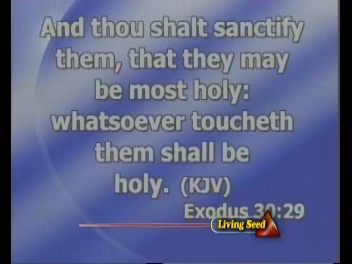 And thou shalt sanctify
them, that they may
be most holy:
whatsoever toucheth
them shall be
holy. (KJV)
Exodus 30:29
Living Seed